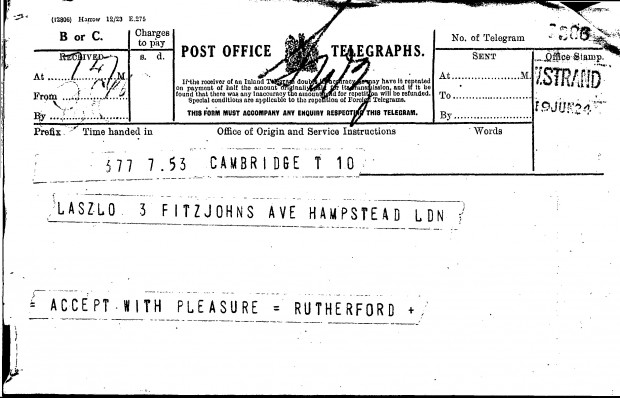 (12806) Harrow 12/23 E.275
B or C.
Charges to pay
s. d.
RECEIVED
At M.
From
By
POST OFFICE TELEGRAPHS.
If the receiver of an Inland Telegram doubts its accuracy, he may have it repeated
on payment of half the amount originally paid for its transmission, and if it be
found that there was any inaccuracy the amount paid for repetition will be refunded.
Special conditions are applicable to the repetition of Foreign Telegrams.
THIS FORM MUST ACCOMPANY ANY ENQUIRY RESPECTING THIS TELEGRAM.
No. of Telegram
SENT
At M.
To
By
Office Stamp.
W. STRAND
19 JUN 24
Prefix Time handed in Office of Origin and Service Instructions Words
377 7.53 CAMBRIDGE T 10
LASZLO 3 FITZJOHNS AVE HAMPSTEAD LDN
= ACCEPT WITH PLEASURE = RUTHERFORD +